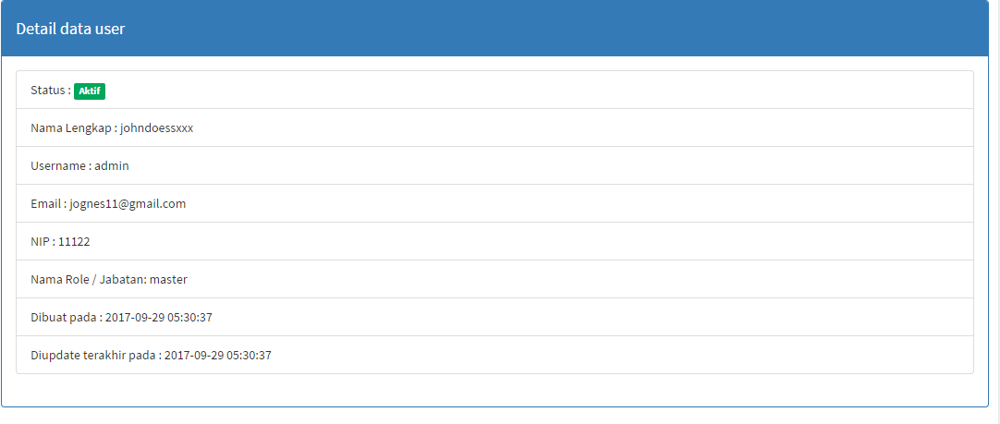 Detail data user
Status : Aktif
Nama Lengkap : johndoessxxx
Username : admin
Email : jognes11@gmail.com
NIP : 11122
Nama Role / Jabatan: master
Dibuat pada : 2017-09-29 05:30:37
Diupdate terakhir pada : 2017-09-29 05:30:37